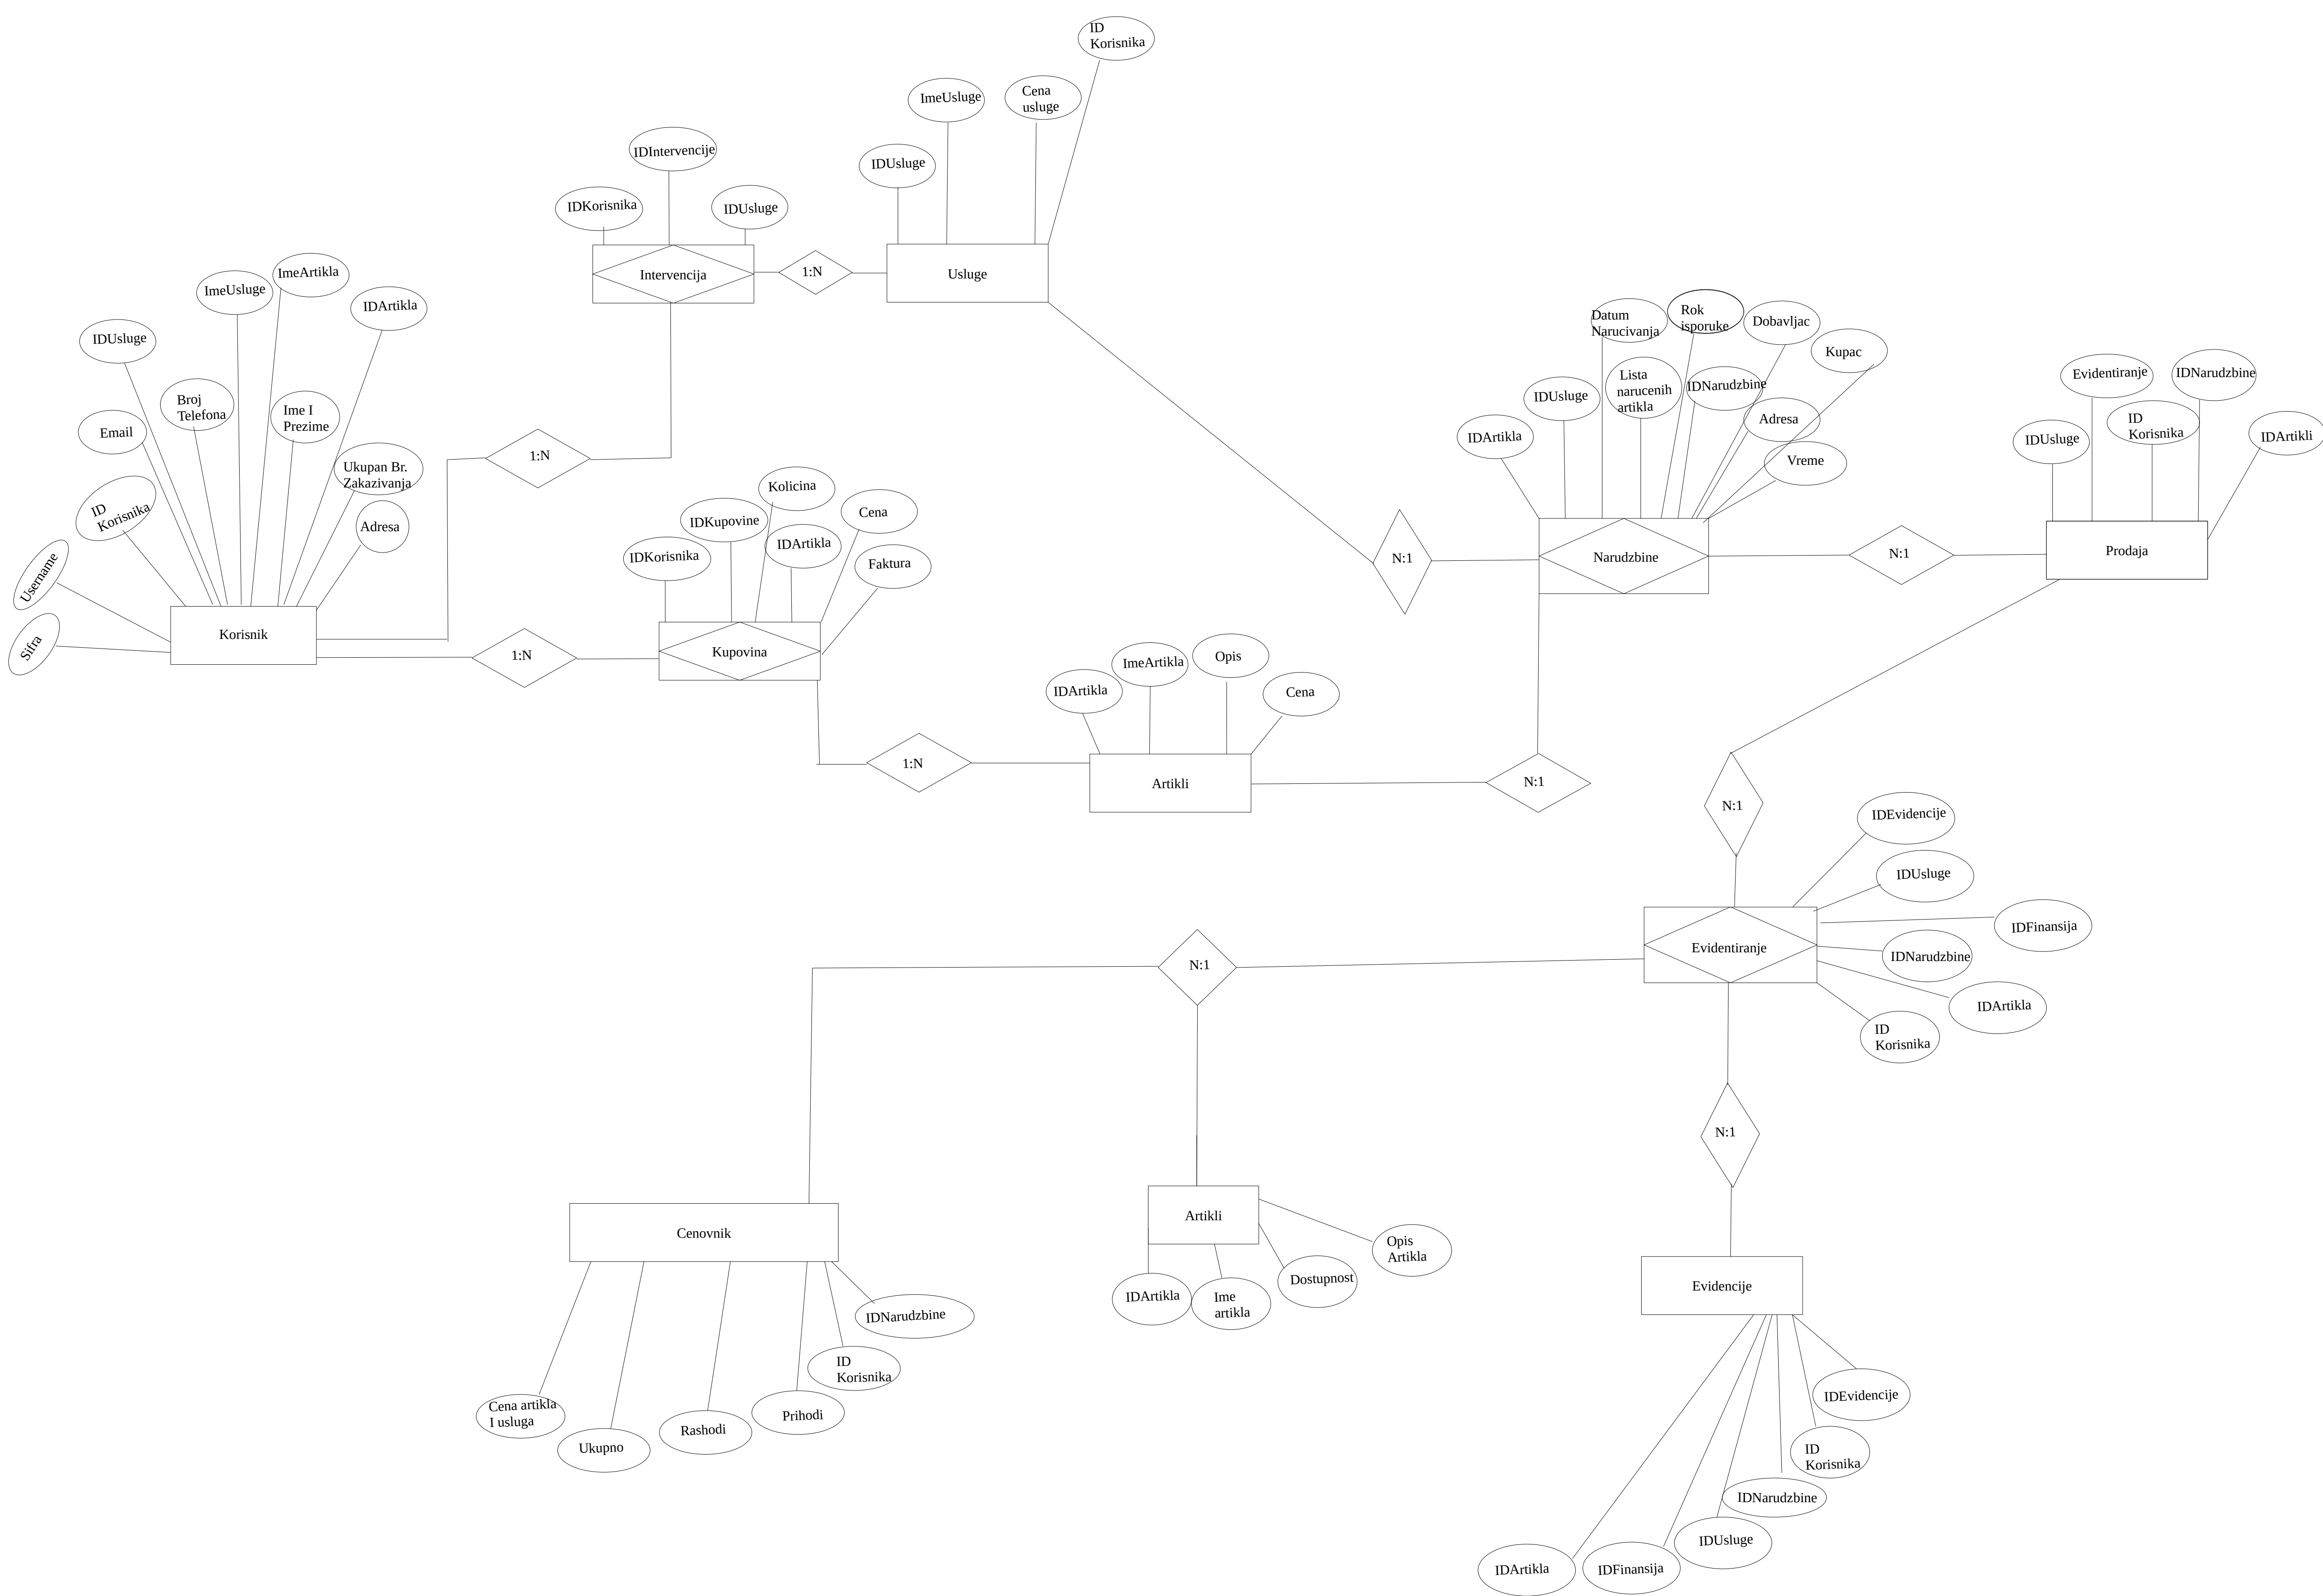 ID
Korisnika
ImeUsluge
Cena
usluge
IDUsluge
IDIntervencije
IDKorisnika
IDUsluge
Intervencija
1:N
Usluge
ImeArtikla
ImeUsluge
IDArtikla
IDUsluge
Broj
Telefona
Ime I
Prezime
Email
Ukupan Br.
Zakazivanja
ID
Korisnika
Adresa
Username
Sifra
Korisnik
1:N
1:N
Kolicina
IDKupovine
Cena
IDKorisnika
IDArtikla
Faktura
Kupovina
1:N
IDArtikla
ImeArtikla
Opis
Cena
Artikli
N:1
N:1
Datum
Narucivanja
Rok
isporuke
Dobavljac
Kupac
IDUsluge
Lista
narucenih
artikla
IDNarudzbine
Adresa
IDArtikla
Vreme
Narudzbine
N:1
Evidentiranje
IDNarudzbine
IDUsluge
ID
Korisnika
IDArtikli
Prodaja
N:1
IDEvidencije
IDUsluge
IDFinansija
IDNarudzbine
IDArtikla
ID
Korisnika
Evidentiranje
N:1
N:1
Cenovnik
IDNarudzbine
ID
Korisnika
Cena artikla
I usluga
Ukupno
Rashodi
Prihodi
Artikli
Opis
Artikla
Dostupnost
IDArtikla
Ime
artikla
Evidencije
IDEvidencije
ID
Korisnika
IDNarudzbine
IDUsluge
IDArtikla
IDFinansija